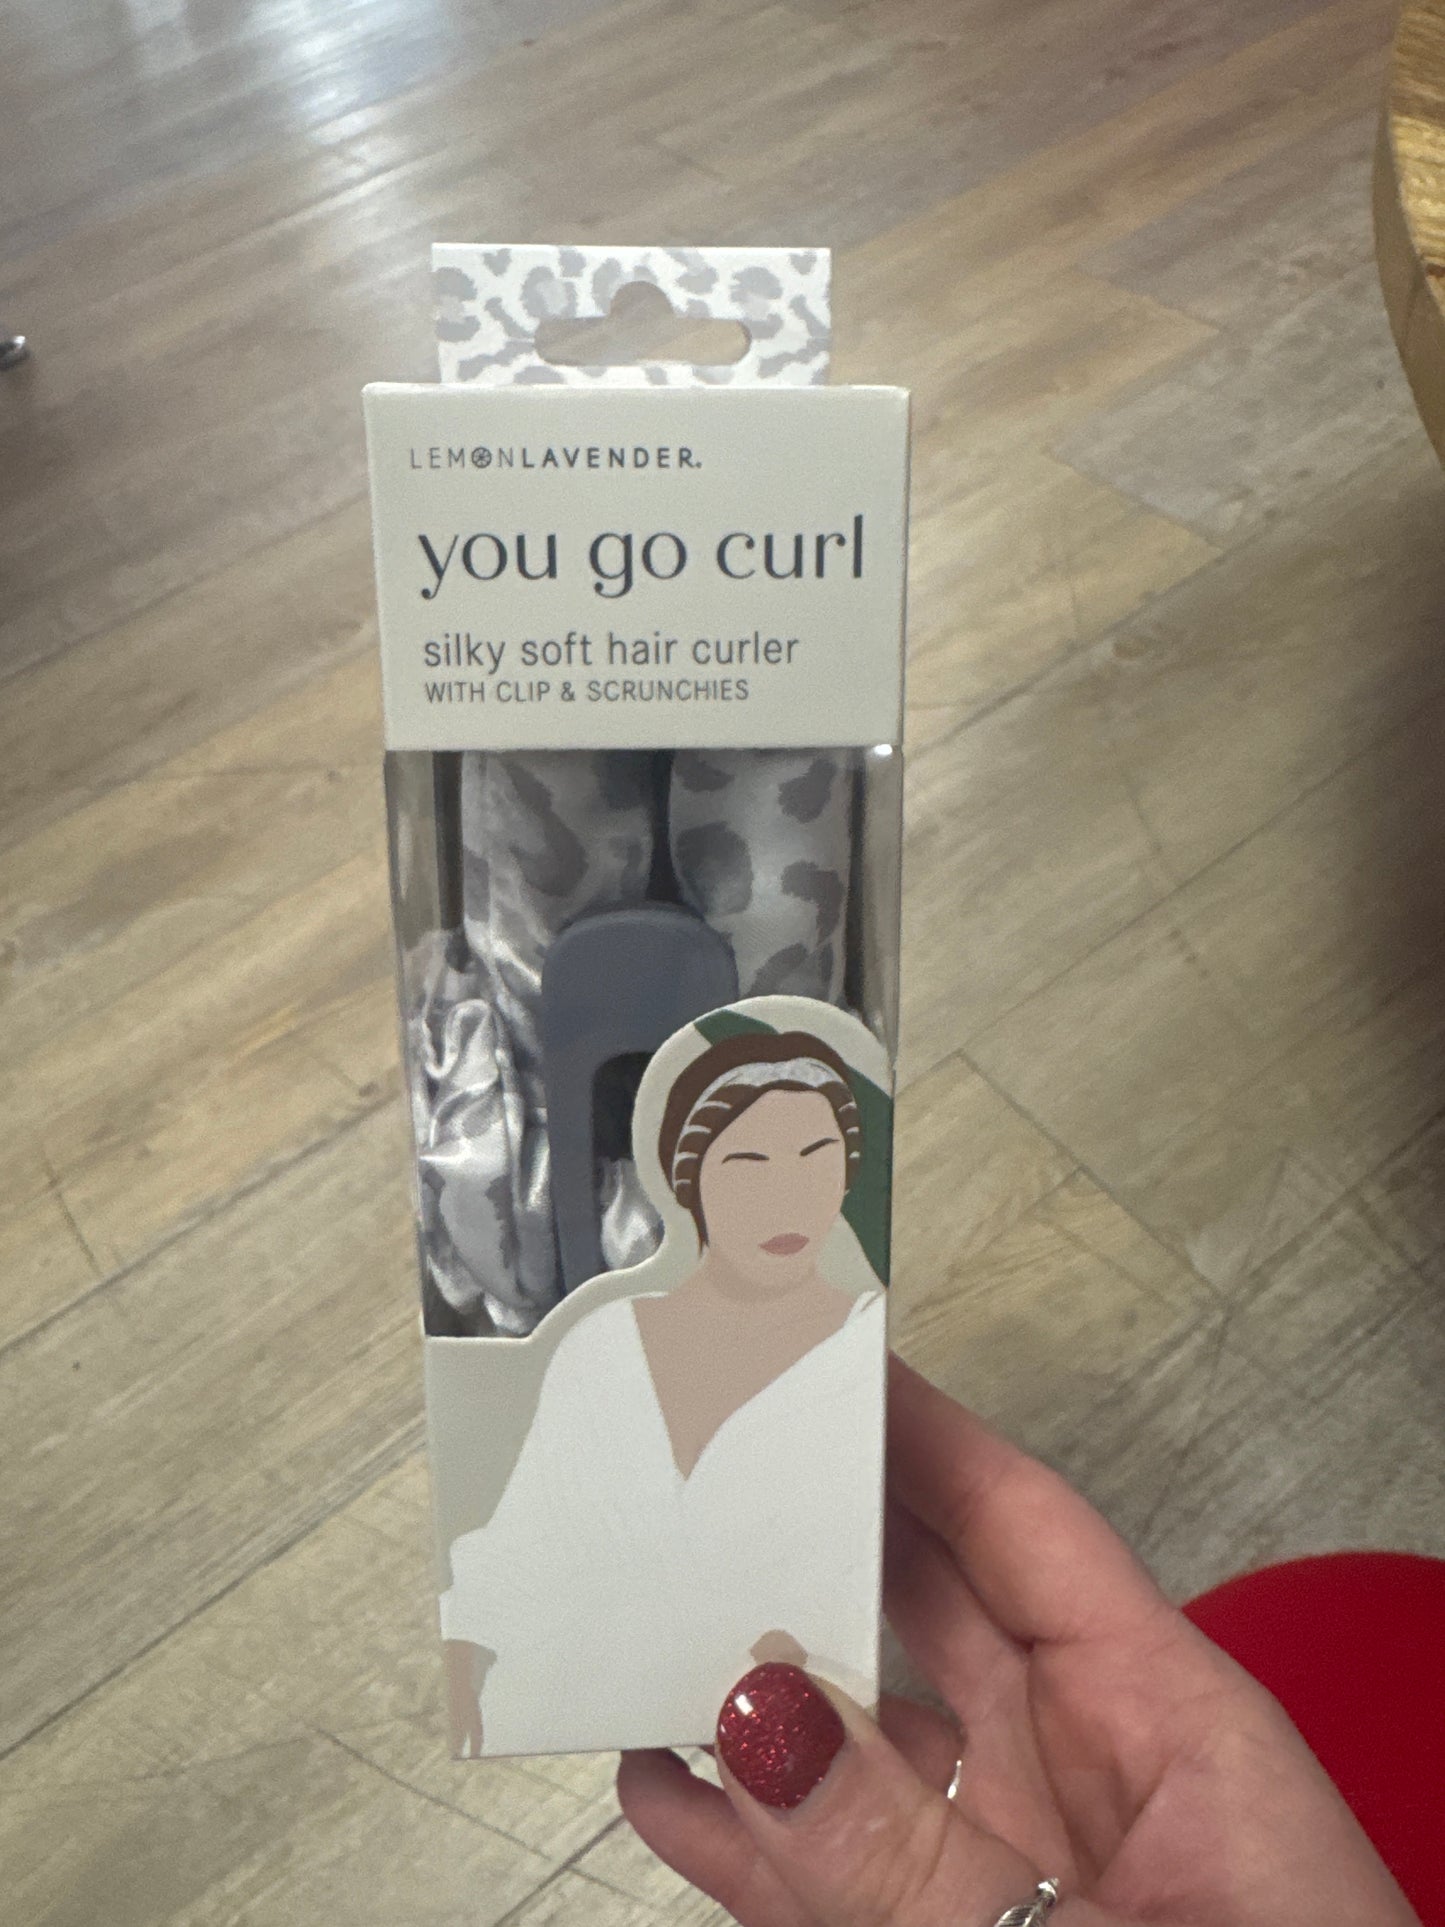 LEMONLAVENDER.
you go curl
silky soft hair curler
WITH CLIP & SCRUNCHIES